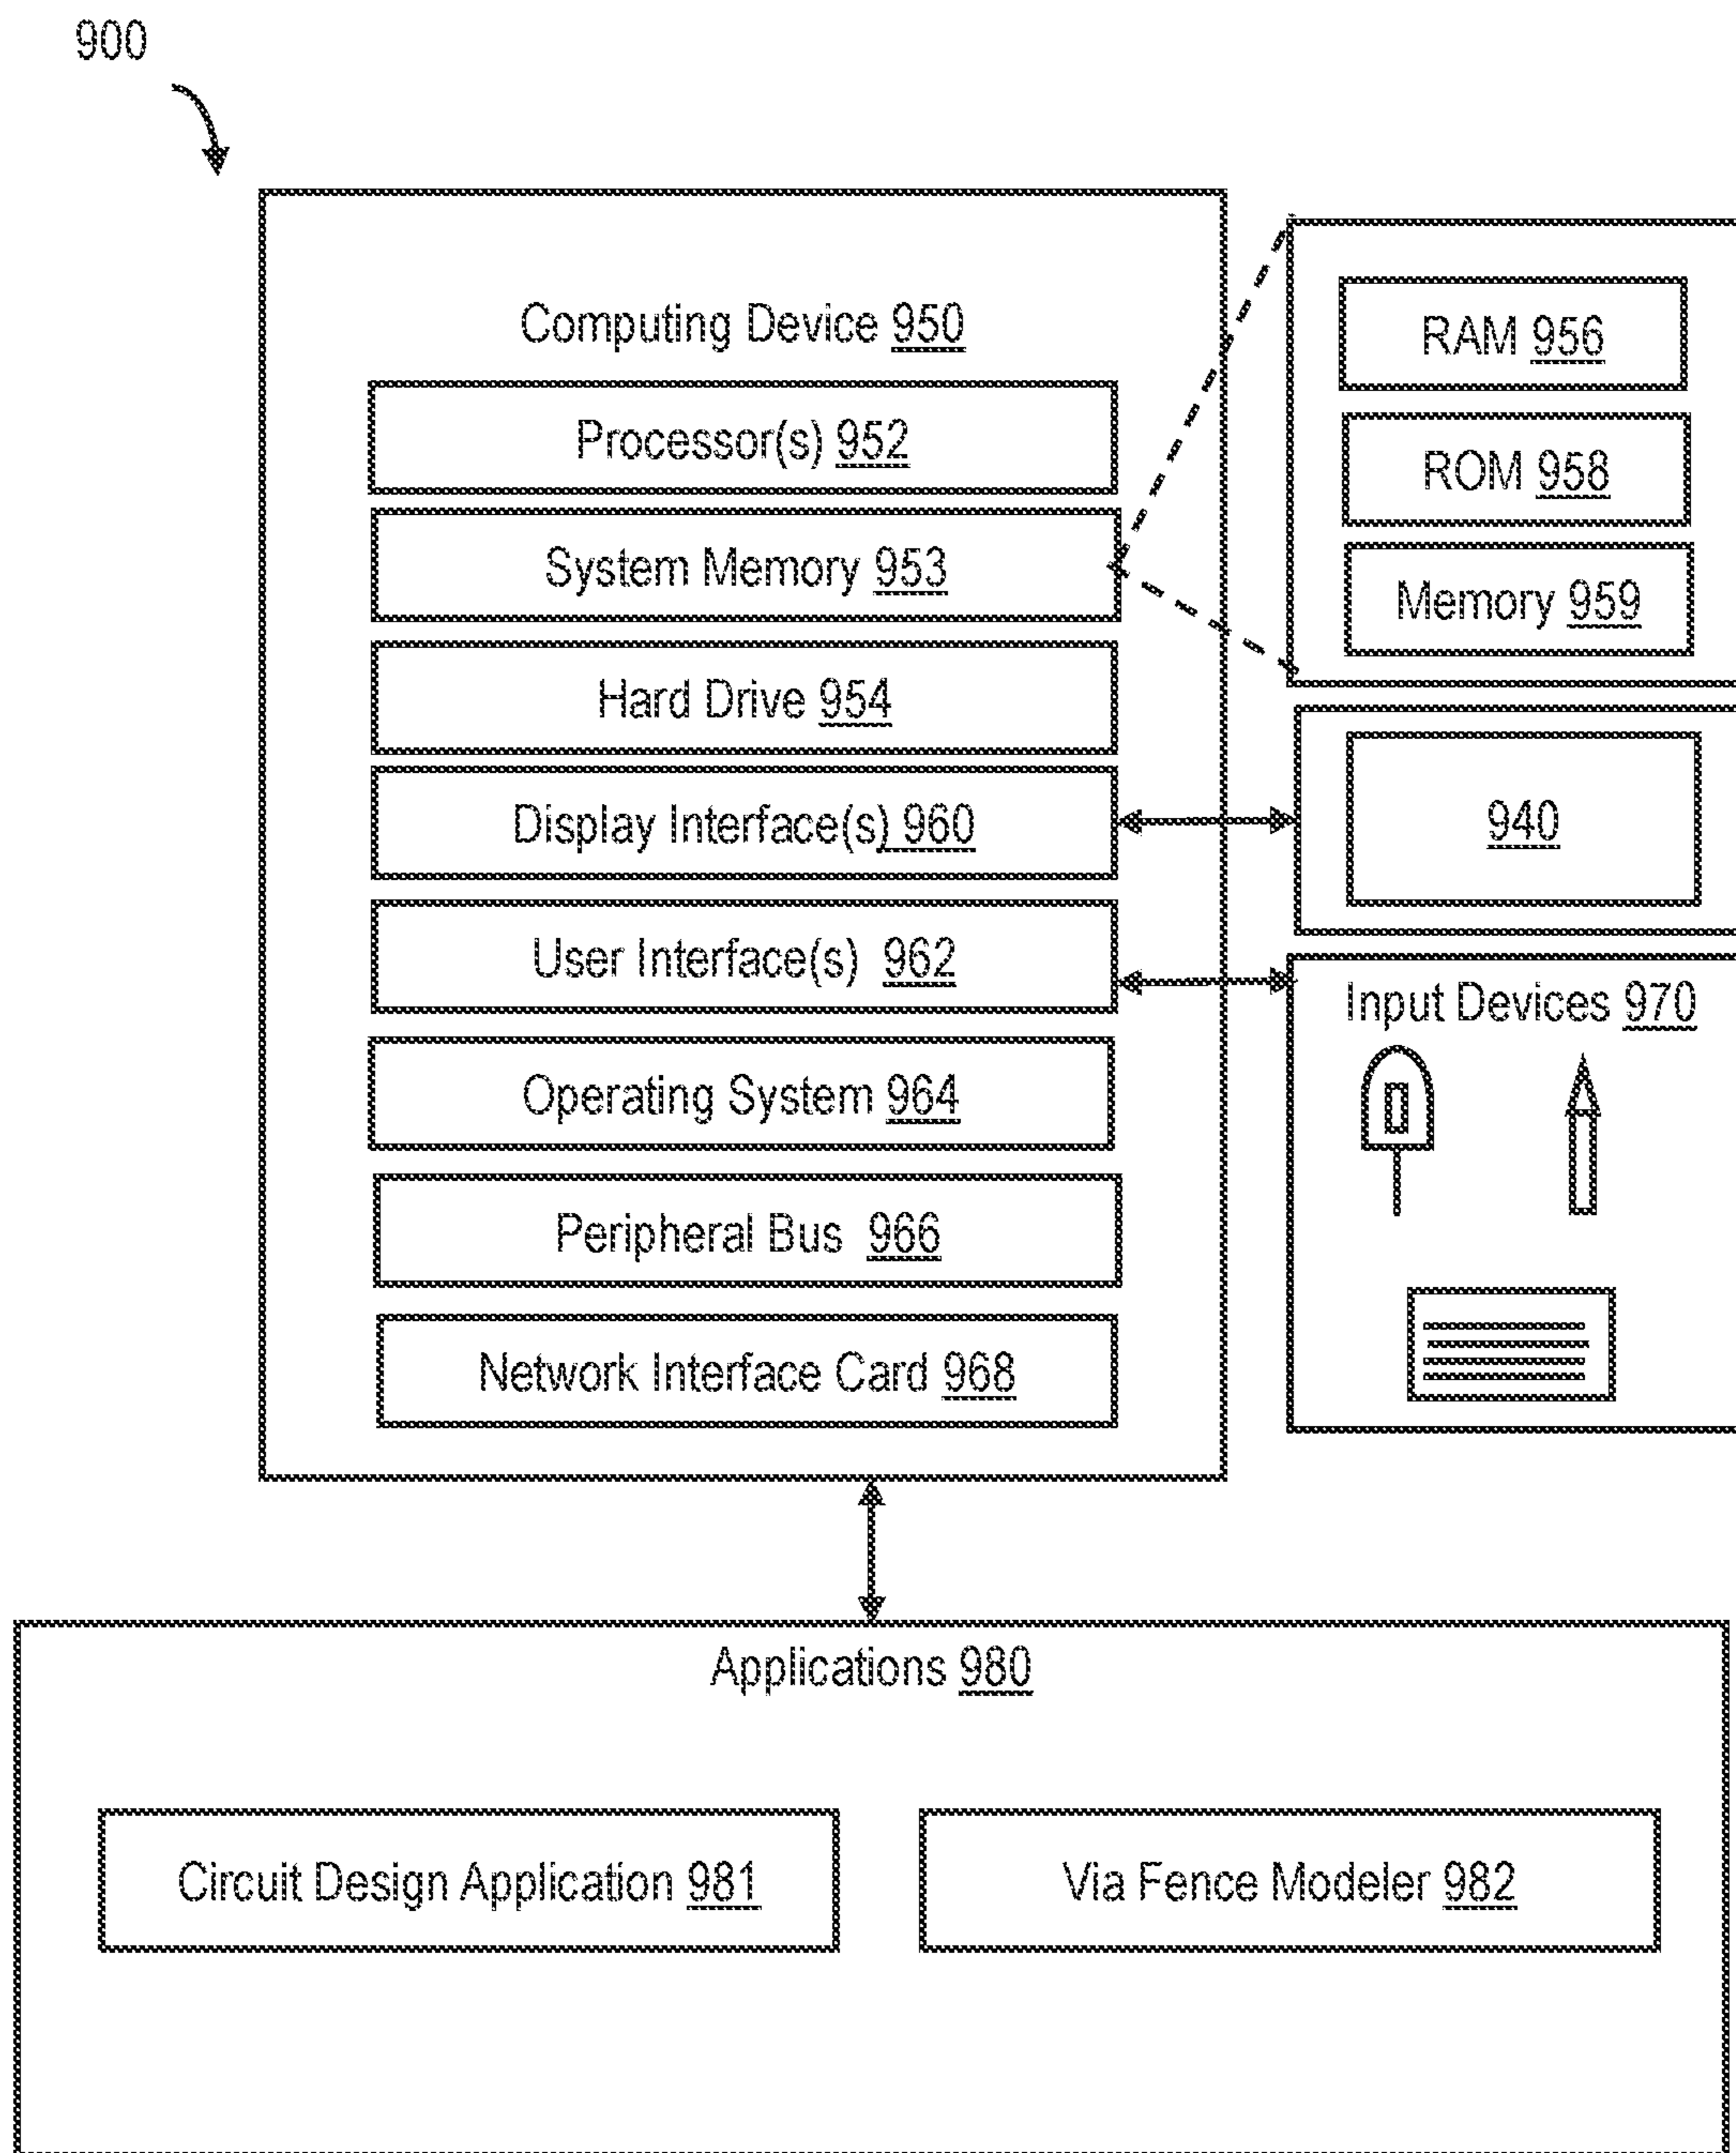 900
Computing Device 950
Processor(s) 952
System Memory 953
Hard Drive 954
Display Interface(s) 960
User Interface(s) 962
Operating System 964
Peripheral Bus 966
Network Interface Card 968
RAM 956
ROM 958
Memory 959
940
Input Devices 970
Applications 980
Circuit Design Application 981
Via Fence Modeler 982